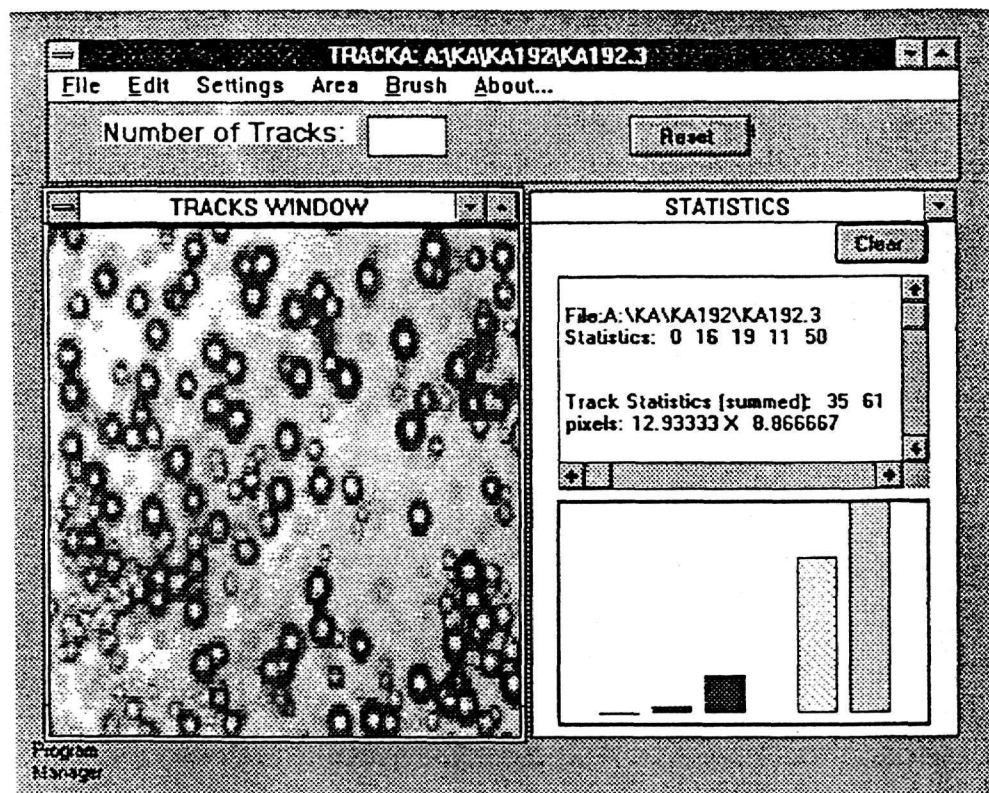 TRACKA: A:\KA\KA192\KA192.3
File Edit Settings Area Brush About...
Number of Tracks:
Reset
TRACKS WINDOW
STATISTICS
Clear
File:A:\KA\KA192\KA192.3
Statistics: 0 16 19 11 50
Track Statistics [summed]: 35 61
pixels: 12.93333 X 8.866667
Program
Manager